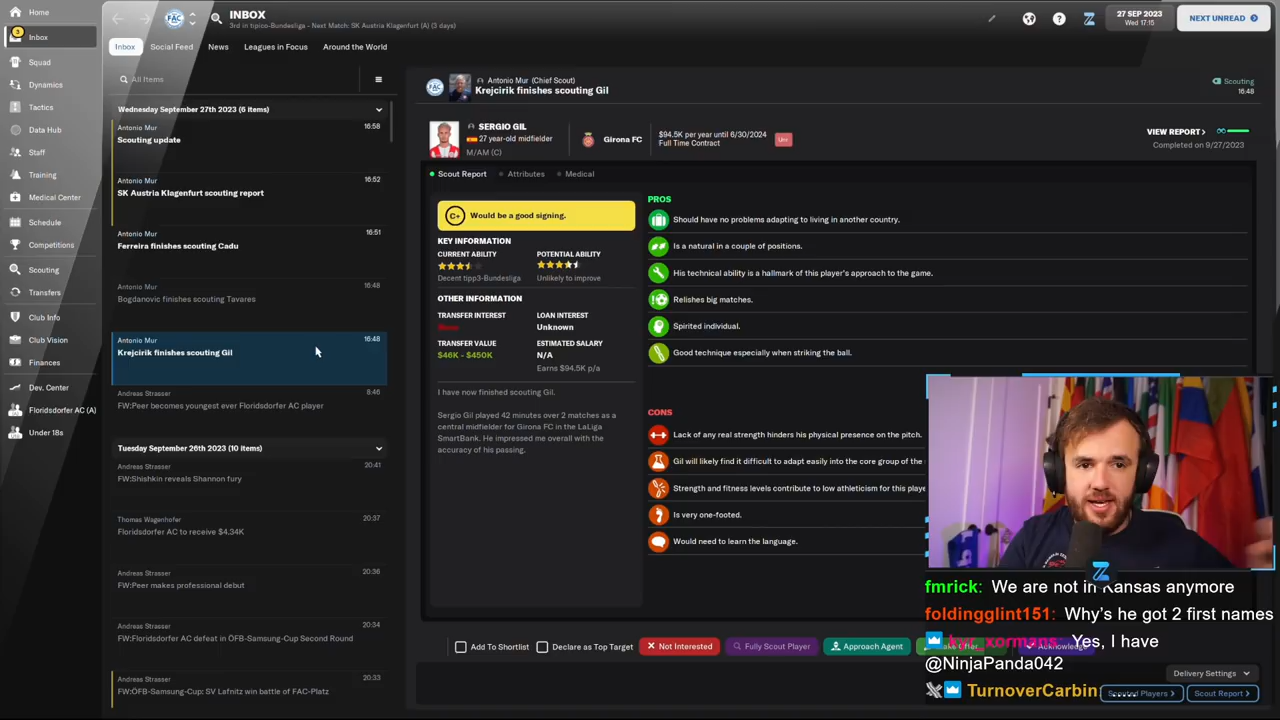 Home
3
Inbox
Squad
Dynamics
Tactics
Data Hub
Staff
Training
Medical Center
Schedule
Competitions
Scouting
Transfers
Club Info
Club Vision
Finances
Dev. Center
Floridsdorfer AC (A)
Under 18s
FAC
INBOX
3rd in tipico-Bundesliga - Next Match: SK Austria Klagenfurt (A) (3 days)
27 SEP 2023
Wed 17:15
NEXT UNREAD
Inbox
Social Feed
News
Leagues in Focus
Around the World
All Items
Wednesday September 27th 2023 (6 items)
Antonio Mur
16:58
Scouting update
Antonio Mur
16:52
SK Austria Klagenfurt scouting report
Antonio Mur
16:51
Ferreira finishes scouting Cadu
Antonio Mur
16:48
Bogdanovic finishes scouting Tavares
Antonio Mur
16:48
Krejcirik finishes scouting Gil
Andreas Strasser
8:46
FW:Peer becomes youngest ever Floridsdorfer AC player
Tuesday September 26th 2023 (10 items)
Andreas Strasser
20:41
FW:Shishkin reveals Shannon fury
Thomas Wagenhofer
20:37
Floridsdorfer AC to receive $4.34K
Andreas Strasser
20:36
FW:Peer makes professional debut
Andreas Strasser
20:34
FW:Floridsdorfer AC defeat in ÖFB-Samsung-Cup Second Round
Andreas Strasser
20:33
FW:ÖFB-Samsung-Cup: SV Lafnitz win battle of FAC-Platz
FAC
Antonio Mur (Chief Scout)
Krejcirik finishes scouting Gil
Scouting
16:48
SERGIO GIL
27 year-old midfielder
M/AM (C)
Girona FC
$94.5K per year until 6/30/2024
Full Time Contract
VIEW REPORT
Completed on 9/27/2023
Scout Report
Attributes
Medical
C+
Would be a good signing.
KEY INFORMATION
CURRENT ABILITY
POTENTIAL ABILITY
Decent tipp3-Bundesliga
Unlikely to improve
OTHER INFORMATION
TRANSFER INTEREST
LOAN INTEREST
None
Unknown
TRANSFER VALUE
ESTIMATED SALARY
$46K - $450K
N/A
Earns $94.5K p/a
I have now finished scouting Gil.
Sergio Gil played 42 minutes over 2 matches as a
central midfielder for Girona FC in the LaLiga
SmartBank. He impressed me overall with the
accuracy of his passing.
PROS
Should have no problems adapting to living in another country.
Is a natural in a couple of positions.
His technical ability is a hallmark of this player's approach to the game.
Relishes big matches.
Spirited individual.
Good technique especially when striking the ball.
CONS
Lack of any real strength hinders his physical presence on the pitch.
Gil will likely find it difficult to adapt easily into the core group of the
Strength and fitness levels contribute to low athleticism for this playe
Is very one-footed.
Would need to learn the language.
Add To Shortlist
Declare as Top Target
Not Interested
Fully Scout Player
Approach Agent
Acknowledge
Delivery Settings
Scouted Players
Scout Report
fmrick: We are not in Kansas anymore
foldingglint151: Why's he got 2 first names
kyr_xormans: Yes, I have
@NinjaPanda042
TurnoverCarbin: